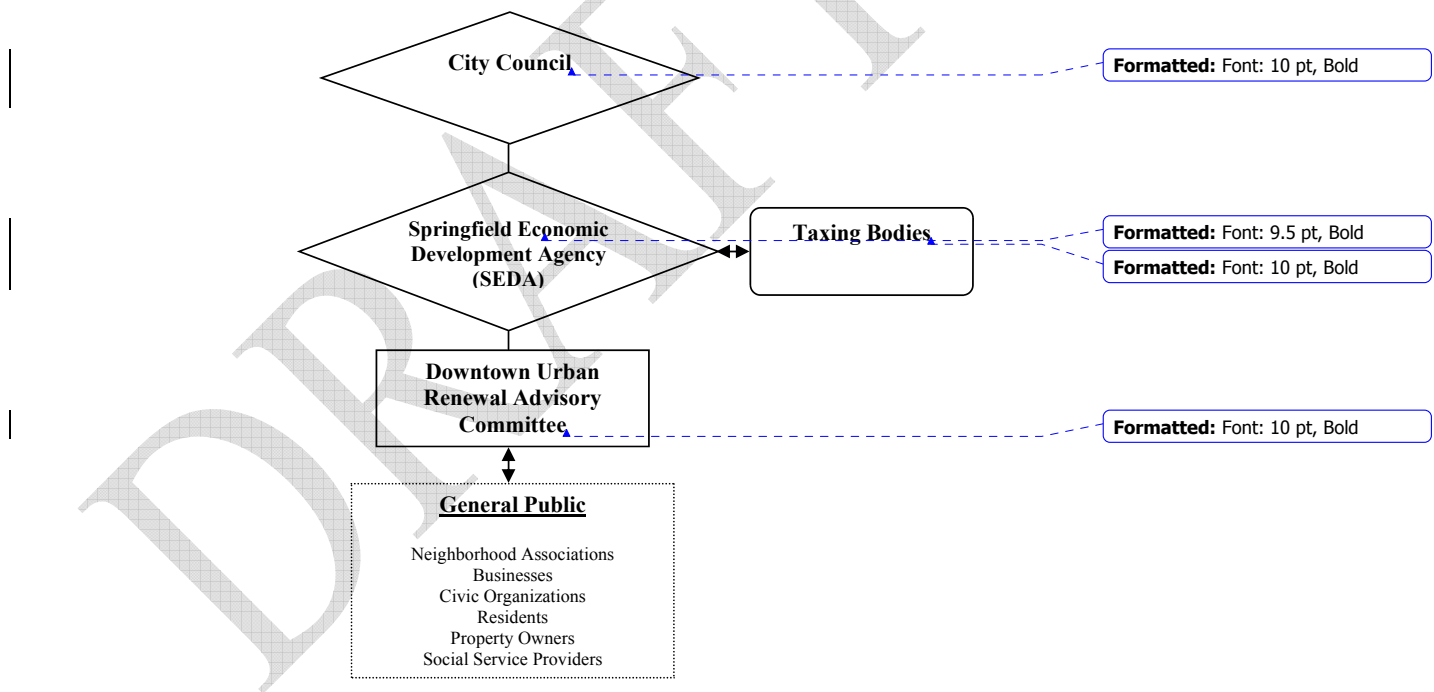 City Council
Formatted: Font: 10 pt, Bold
Springfield Economic
Development Agency
(SEDA)
Taxing Bodies
Formatted: Font: 9.5 pt, Bold
Formatted: Font: 10 pt, Bold
Downtown Urban
Renewal Advisory
Committee
Formatted: Font: 10 pt, Bold
General Public
Neighborhood Associations
Businesses
Civic Organizations
Residents
Property Owners
Social Service Providers
DRAFT